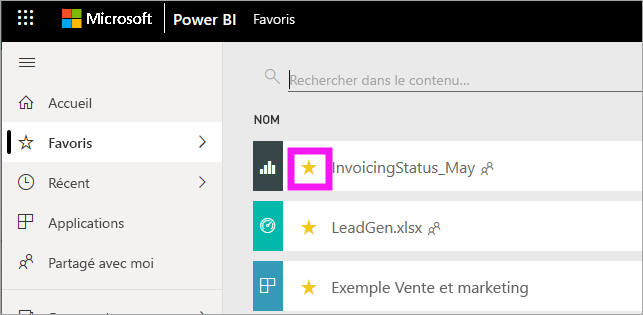 Microsoft Power BI Favoris
Accueil
Favoris
Récent
Applications
Partagé avec moi
Rechercher dans le contenu...
NOM
InvoicingStatus_May
LeadGen.xlsx
Exemple Vente et marketing